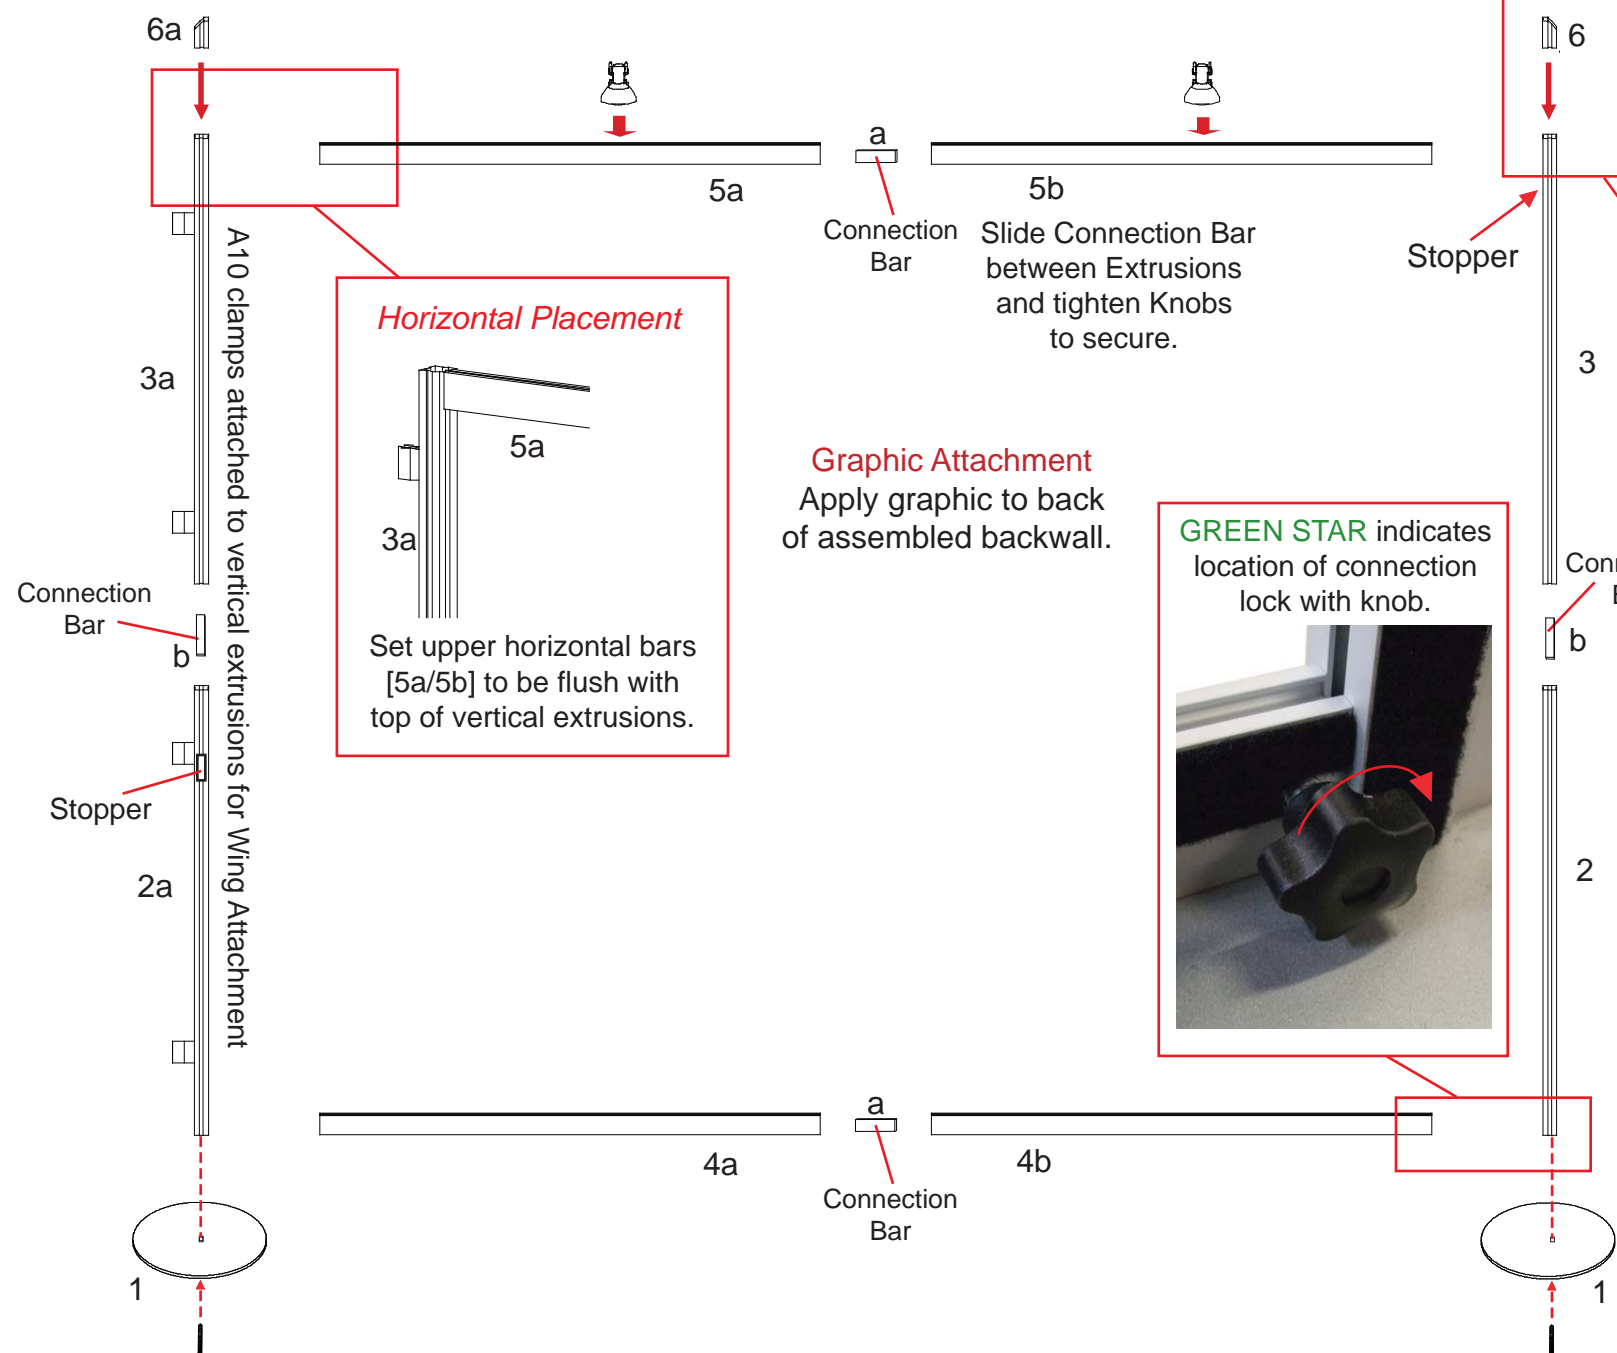 6a
6
a
5a
5b
Connection
Bar
Slide Connection Bar
between Extrusions
and tighten Knobs
to secure.
Stopper
A10 clamps attached to vertical extrusions for Wing Attachment
Horizontal Placement
5a
3a
Set upper horizontal bars
[5a/5b] to be flush with
top of vertical extrusions.
3a
3
Graphic Attachment
Apply graphic to back
of assembled backwall.
GREEN STAR indicates
location of connection
lock with knob.
Connection
Bar
b
b
Stopper
2a
2
a
4a
4b
Connection
Bar
1
1